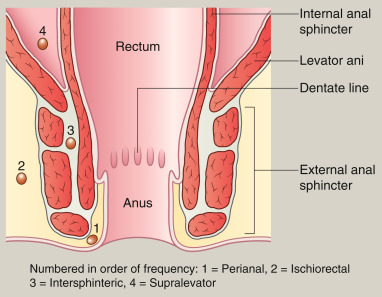 Internal anal
sphincter
4
Rectum
Levator ani
Dentate line
3
2
External anal
sphincter
Anus
1
Numbered in order of frequency: 1 = Perianal, 2 = Ischiorectal
3 = Intersphinteric, 4 = Supralevator